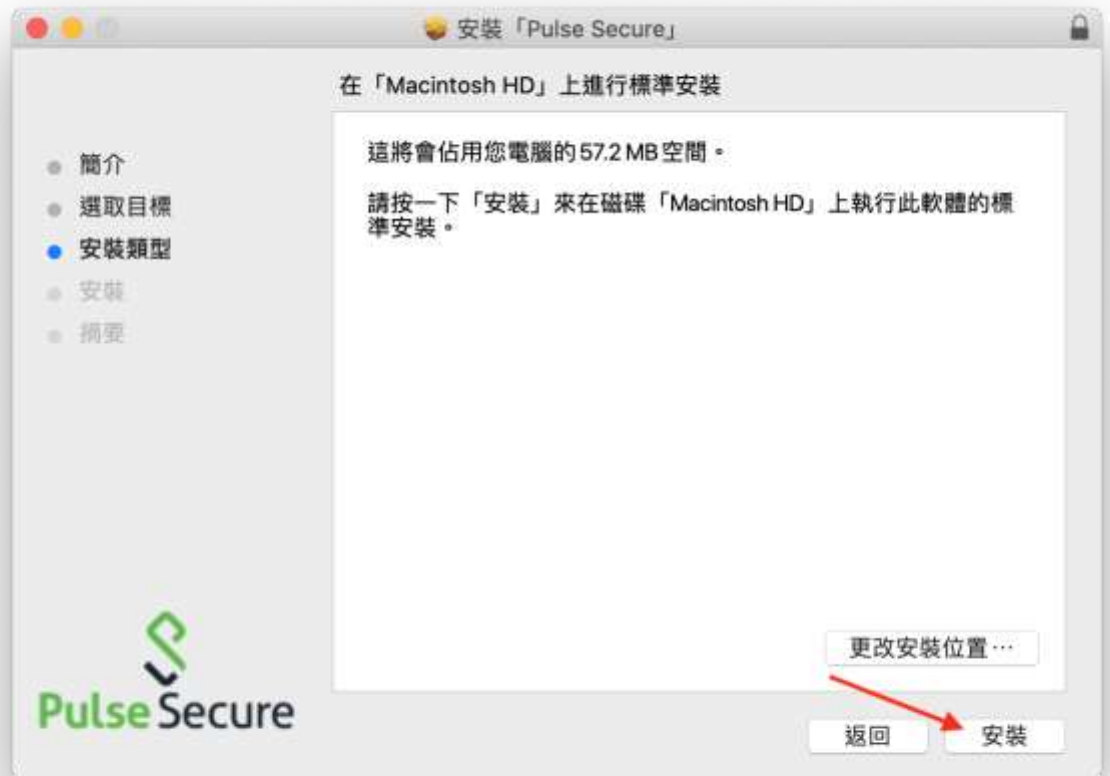 安裝「Pulse Secure」
在「Macintosh HD」上進行標準安裝
簡介
選取目標
安裝類型
安裝
摘要
這將會佔用您電腦的57.2 MB空間。
請按一下「安裝」來在磁碟「Macintosh HD」上執行此軟體的標
準安裝。
更改安裝位置⋯
Pulse Secure
返回
安裝